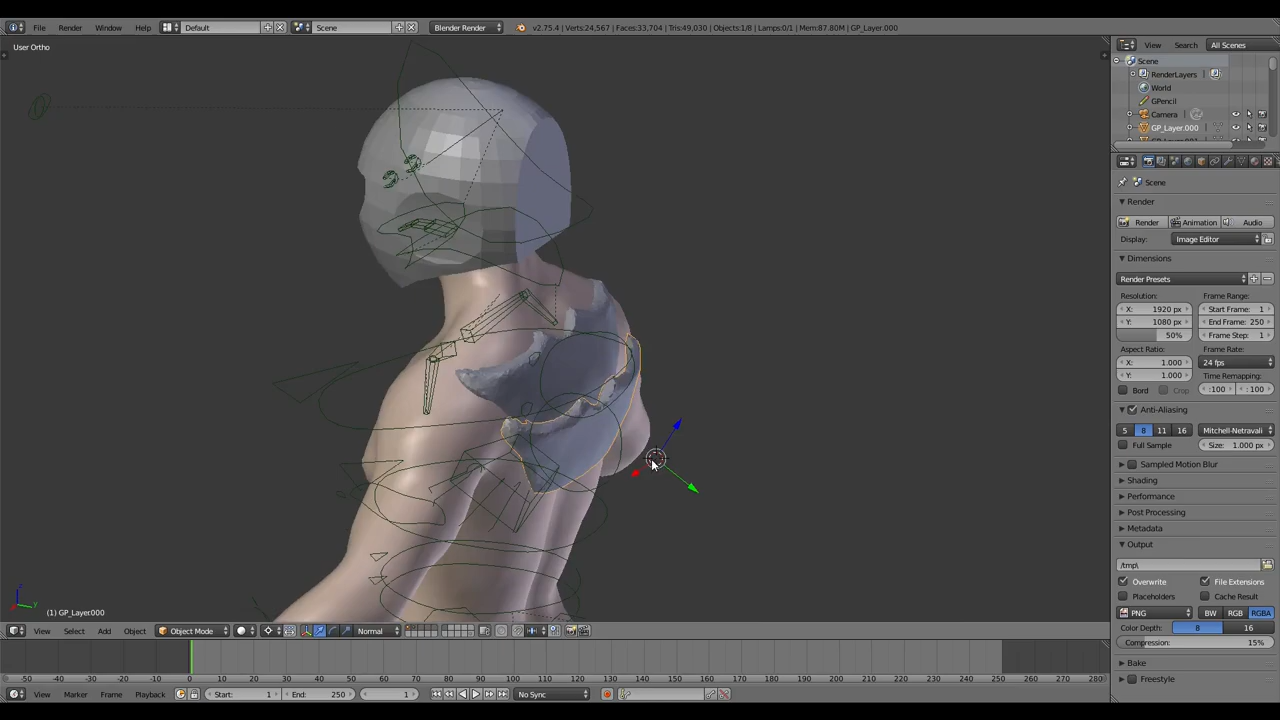 File Render Window Help Default Scene Blender Render v2.75.4 | Verts:24,567 | Faces:33,704 | Tris:49,030 | Objects:1/8 | Lamps:0/1 | Mem:87.80M | GP_Layer.000
User Ortho
View Search All Scenes
Scene
RenderLayers
World
GPencil
Camera
GP_Layer.000
Scene
Render
Render Animation Audio
Display: Image Editor
Dimensions
Render Presets
Resolution: Frame Range:
X: 1920 px Start Frame: 1
Y: 1080 px End Frame: 250
50% Frame Step: 1
Aspect Ratio: Frame Rate:
X: 1.000 24 fps
Y: 1.000 Time Remapping:
Bord Crop :100 : 100
Anti-Aliasing
5 8 11 16 Mitchell-Netravali
Full Sample Size: 1.000 px
Sampled Motion Blur
Shading
Performance
Post Processing
Metadata
Output
/tmp\
Overwrite File Extensions
Placeholders Cache Result
PNG BW RGB RGBA
Color Depth: 8 16
Compression: 15%
Bake
Freestyle
z
y
(1) GP_Layer000
View Select Add Object Object Mode Normal
-50 -40 -30 -20 -10 0 10 20 30 40 50 60 70 80 90 100 110 120 130 140 150 160 170 180 190 200 210 220 230 240 250 260 270 280
View Marker Frame Playback Start: 1 End: 250 1 No Sync